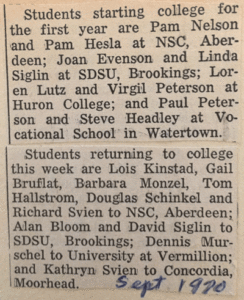 Students starting college for
the first year are Pam Nelson
and Pam Hesla at NSC, Aber-
deen; Joan Evenson and Linda
Siglin at SDSU, Brookings; Lor-
en Lutz and Virgil Peterson at
Huron College; and Paul Peter-
son and Steve Headley at Vo-
cational School in Watertown.
Students returning to college
this week are Lois Kinstad, Gail
Bruflat, Barbara Monzel, Tom
Hallstrom, Douglas Schinkel and
Richard Svien to NSC, Aberdeen;
Alan Bloom and David Siglin to
SDSU, Brookings; Dennis Mur-
schel to University at Vermillion;
and Kathryn Svien to Concordia,
Moorhead.
Sept 1970